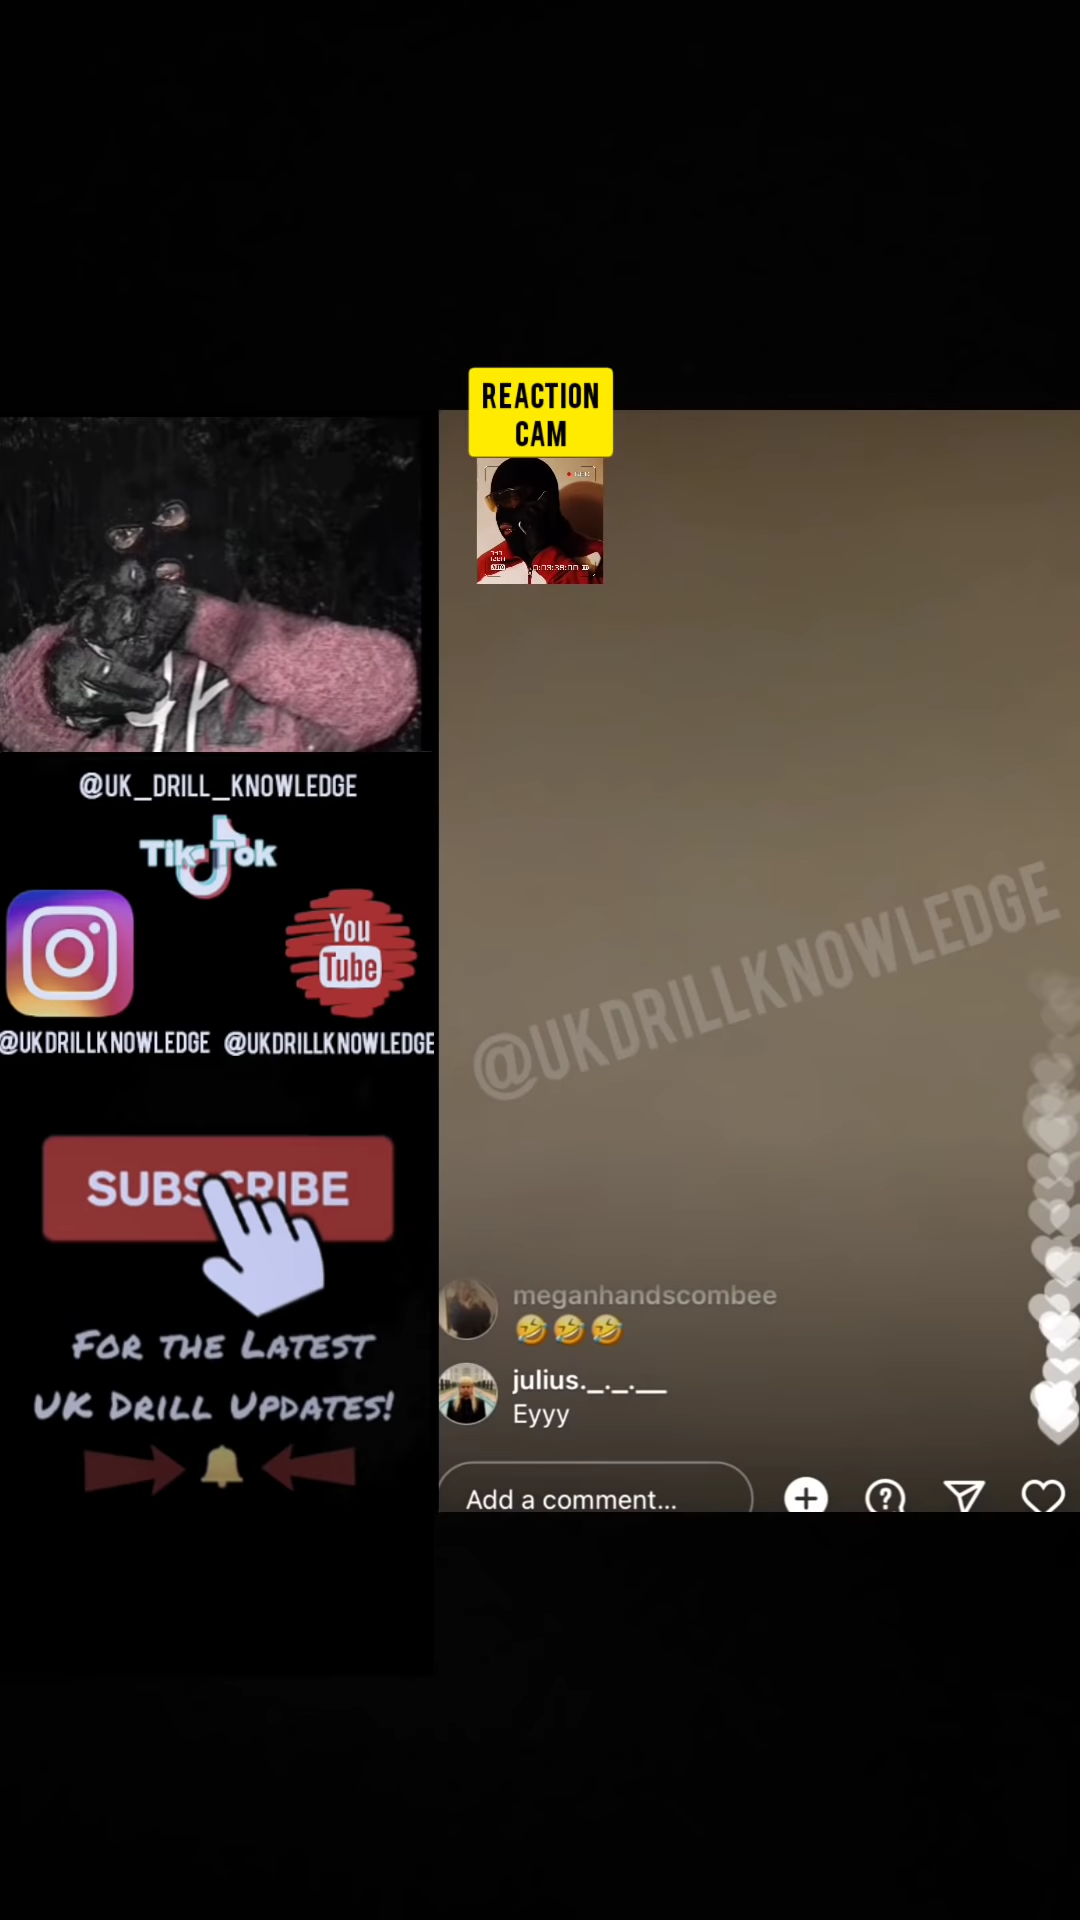 REACTION
CAM
@UK_DRILL_KNOWLEDGE
TikTok
You
Tube
@UKDRILLKNOWLEDGE
@UKDRILLKNOWLEDGE
SUBSCRIBE
FOR THE LATEST
UK DRILL UPDATES!
@UKDRILLKNOWLEDGE
meganhandscombee
🤣🤣🤣
julius._._.__
Eyyy
Add a comment...